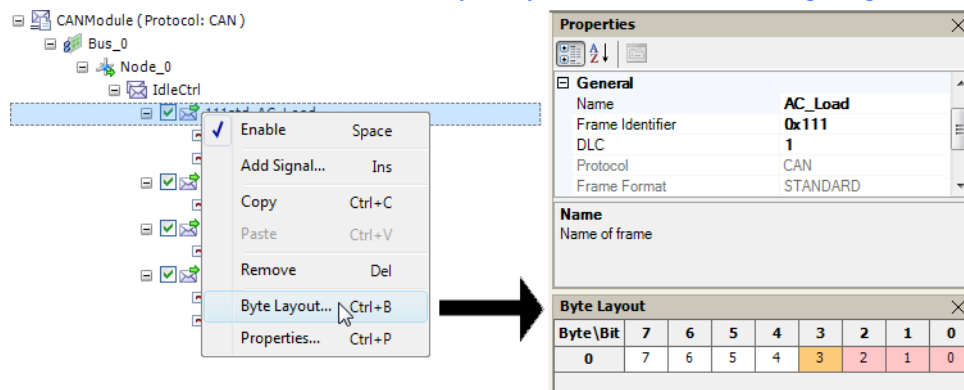 CANModule (Protocol: CAN )
Bus_0
Node_0
IdleCtrl
Enable Space
Add Signal... Ins
Copy Ctrl+C
Paste Ctrl+V
Remove Del
Byte Layout... Ctrl+B
Properties... Ctrl+P
Properties
General
Name AC_Load
Frame Identifier 0x111
DLC 1
Protocol CAN
Frame Format STANDARD
Name
Name of frame
Byte Layout
Byte\Bit 7 6 5 4 3 2 1 0
0 7 6 5 4 3 2 1 0